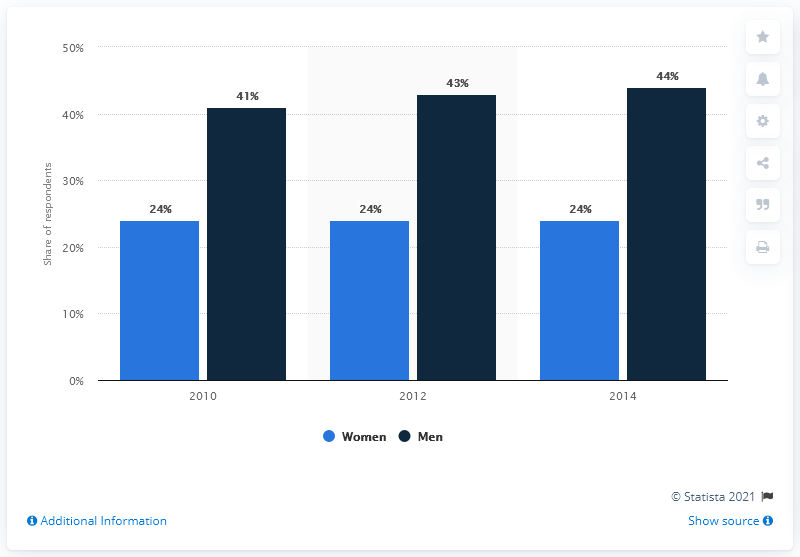 50%
40%
30%
20%
10%
0%
Share of respondents
24%
41%
24%
43%
24%
44%
2010
2012
2014
Women
Men
© Statista 2021
Additional Information
Show source